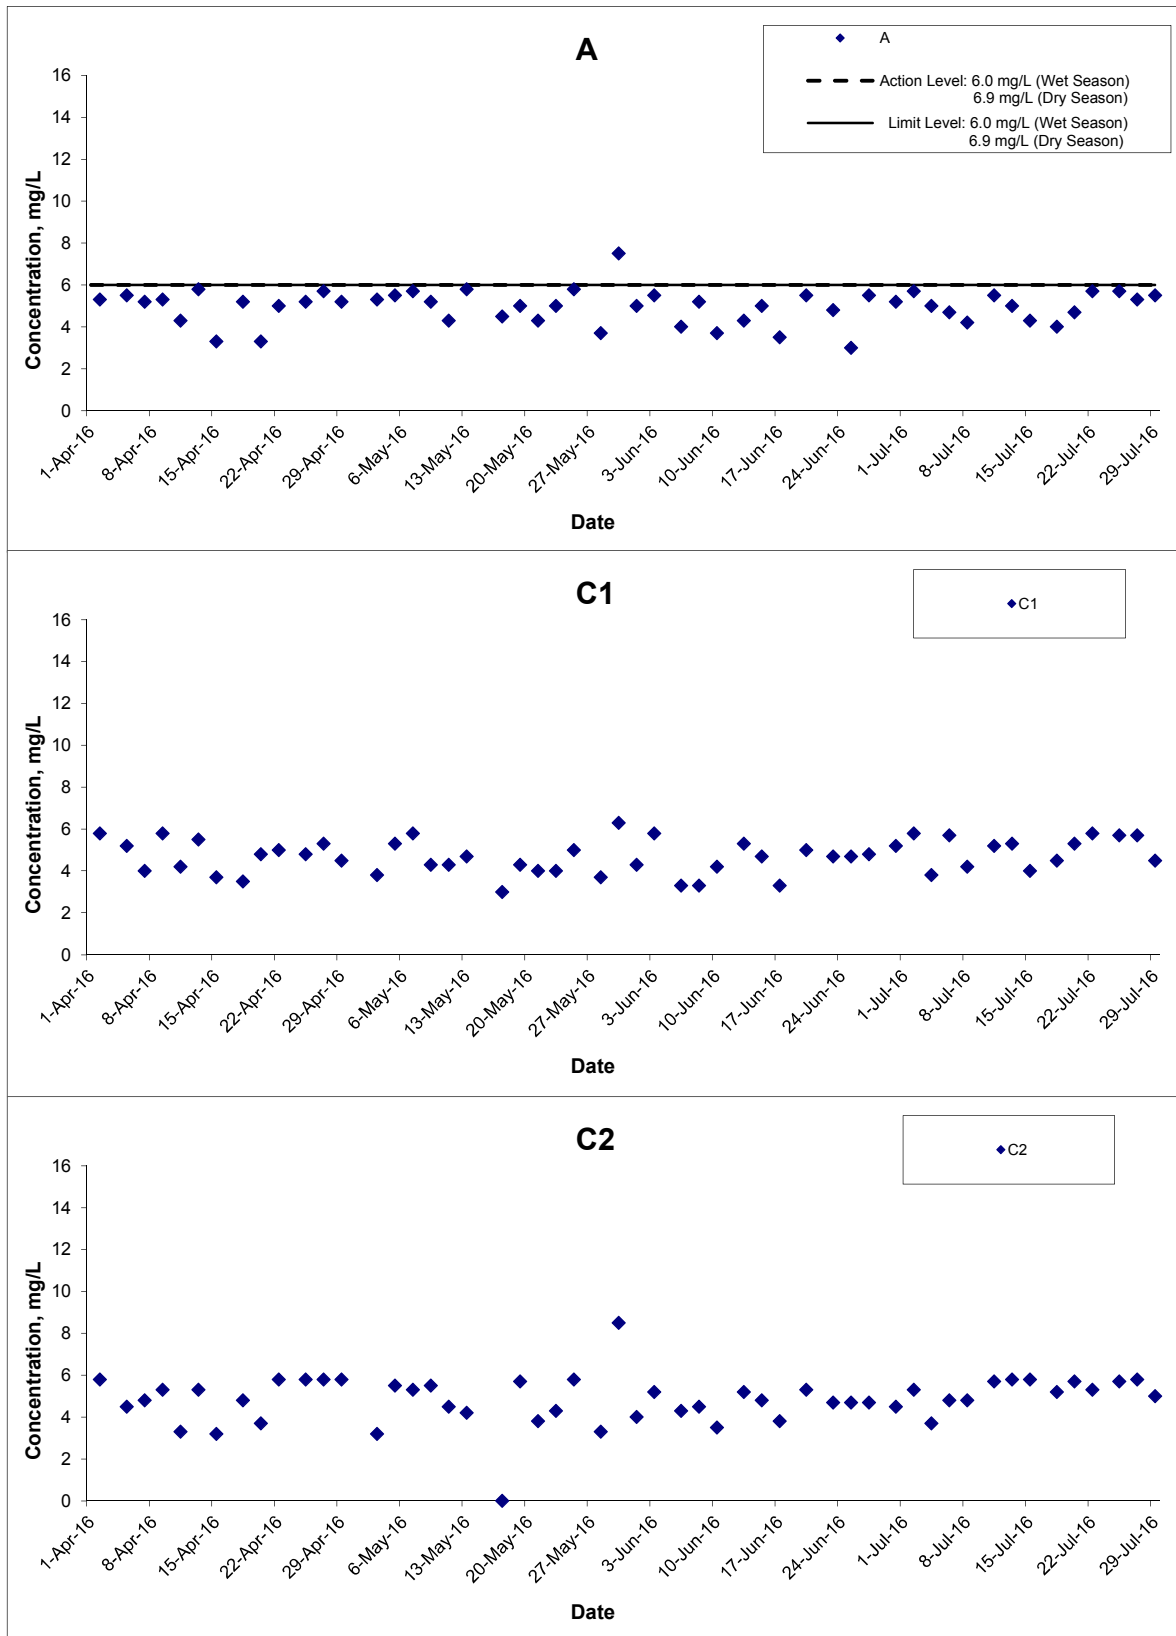 A
A
Action Level: 6.0 mg/L (Wet Season)
6.9 mg/L (Dry Season)
Limit Level: 6.0 mg/L (Wet Season)
6.9 mg/L (Dry Season)
Concentration, mg/L
16
14
12
10
8
6
4
2
0
1-Apr-16
8-Apr-16
15-Apr-16
22-Apr-16
29-Apr-16
6-May-16
13-May-16
20-May-16
27-May-16
3-Jun-16
10-Jun-16
17-Jun-16
24-Jun-16
1-Jul-16
8-Jul-16
15-Jul-16
22-Jul-16
29-Jul-16
Date
C1
C1
Concentration, mg/L
16
14
12
10
8
6
4
2
0
1-Apr-16
8-Apr-16
15-Apr-16
22-Apr-16
29-Apr-16
6-May-16
13-May-16
20-May-16
27-May-16
3-Jun-16
10-Jun-16
17-Jun-16
24-Jun-16
1-Jul-16
8-Jul-16
15-Jul-16
22-Jul-16
29-Jul-16
Date
C2
C2
Concentration, mg/L
16
14
12
10
8
6
4
2
0
1-Apr-16
8-Apr-16
15-Apr-16
22-Apr-16
29-Apr-16
6-May-16
13-May-16
20-May-16
27-May-16
3-Jun-16
10-Jun-16
17-Jun-16
24-Jun-16
1-Jul-16
8-Jul-16
15-Jul-16
22-Jul-16
29-Jul-16
Date